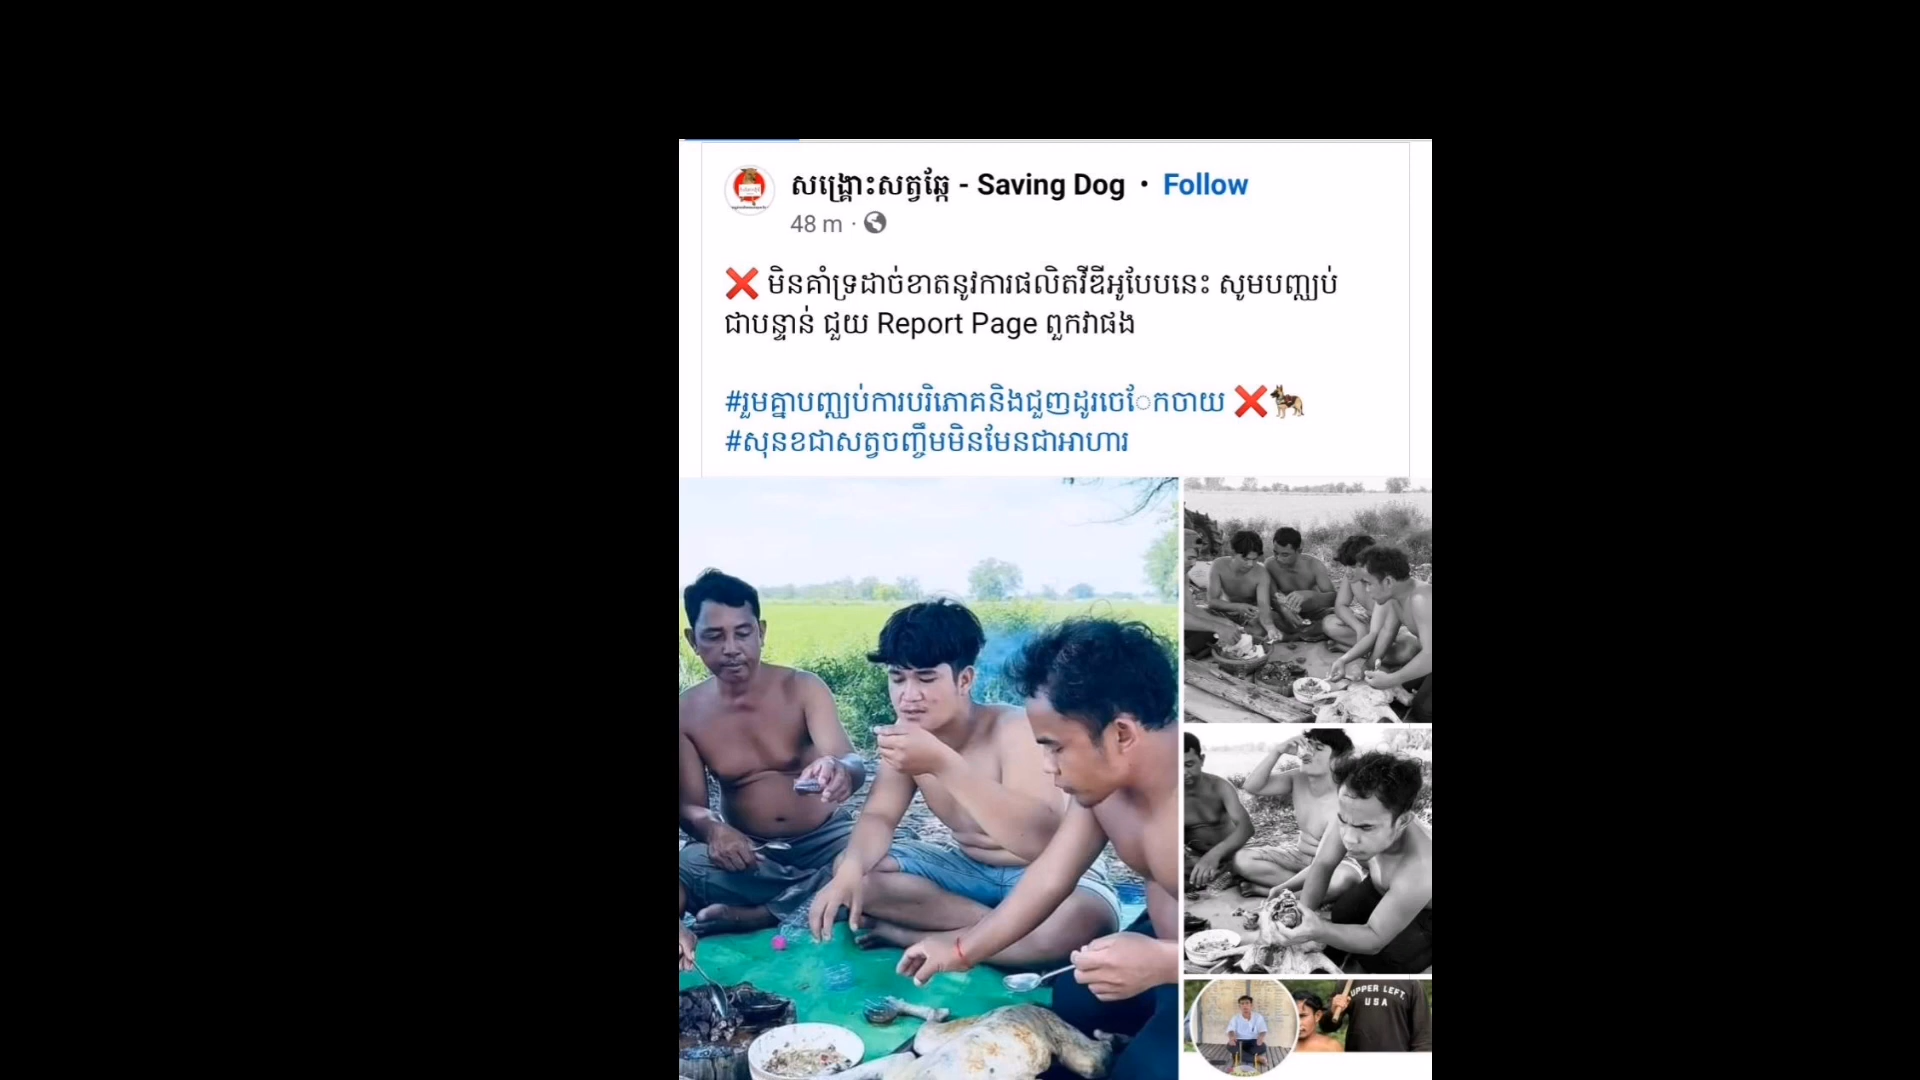 សង្គ្រោះសត្វឆ្កែ - Saving Dog • Follow
48 m ·
❌ មិនគាំទ្រដាច់ខាតនូវការផលិតវីឌីអូបែបនេះ សូមបញ្ឈប់
ជាបន្ទាន់ ជួយ Report Page ពួកវាផង
#រួមគ្នាបញ្ឈប់ការបរិភោគនិងជួញដូរចេែកចាយ ❌🐕‍🦺
#សុនខជាសត្វចញ្ចឹមមិនមែនជាអាហារ
UPPER LEFT
USA